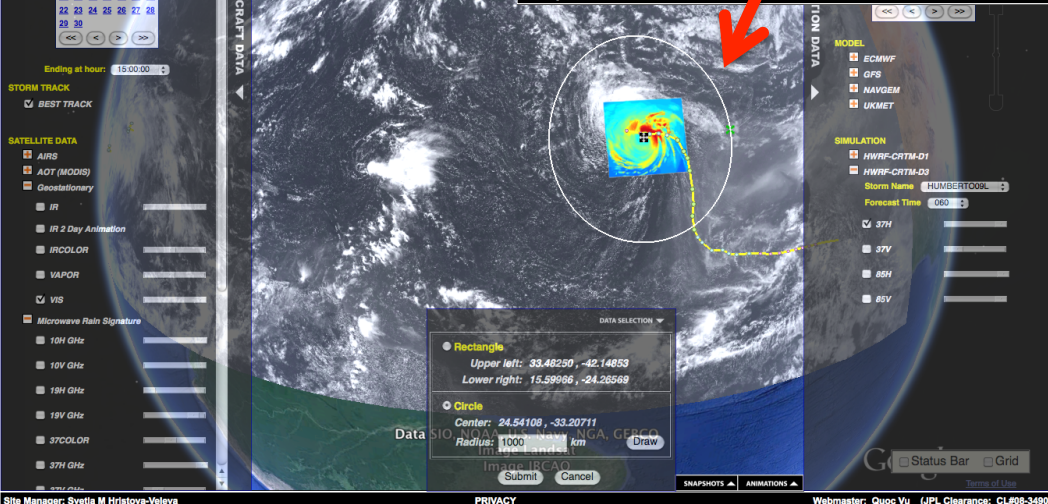 22 23 24 25 26 27 28
29 30
<< < > >>
Ending at hour: 15:00:00
STORM TRACK
BEST TRACK
SATELLITE DATA
AIRS
AOT (MODIS)
Geostationary
IR
IR 2 Day Animation
IRCOLOR
VAPOR
VIS
Microwave Rain Signature
10H GHz
10V GHz
19H GHz
19V GHz
37COLOR
37H GHz
37V GHz
CRAFT DATA
DATA SELECTION
Rectangle
Upper left: 33.48250 , -42.14853
Lower right: 15.59966 , -24.26569
Circle
Center: 24.54108 , -33.20711
Radius: 1000 km Draw
Submit Cancel
Data SIO, NOAA, U.S. Navy, NGA, GEBCO
Image Landsat
Image IBCAO
SNAPSHOTS ANIMATIONS
TION DATA
<< < > >>
MODEL
ECMWF
GFS
NAVGEM
UKMET
SIMULATION
HWRF-CRTM-D1
HWRF-CRTM-D3
Storm Name HUMBERTO09L
Forecast Time 060
37H
37V
85H
85V
Status Bar Grid
Terms of Use
Site Manager: Svetla M Hristova-Veleva PRIVACY Webmaster: Quoc Vu (JPL Clearance: CL#08-3490